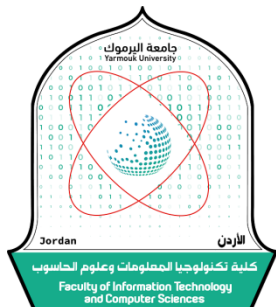 جامعة اليرموك
Yarmouk University
Jordan
الأردن
كلية تكنولوجيا المعلومات وعلوم الحاسوب
Faculty of Information Technology
and Computer Sciences